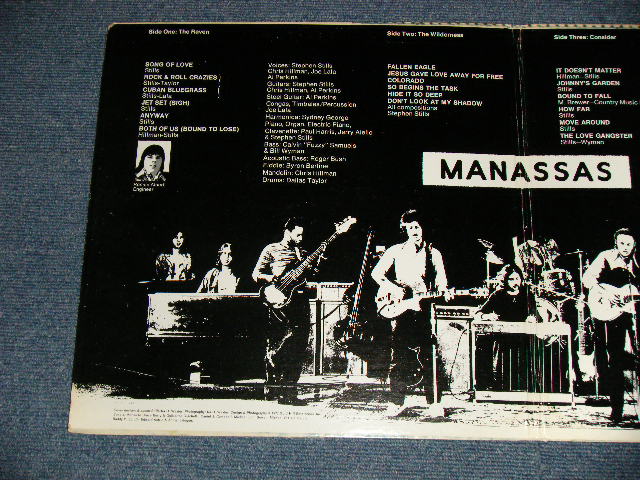 Side One: The Raven
SONG OF LOVE
Stills
ROCK & ROLL CRAZIES
Stills-Taylor
CUBAN BLUEGRASS
Stills-Lala
JET SET (SIGH)
Stills
ANYWAY
Stills
BOTH OF US (BOUND TO LOSE)
Hillman-Stills
Engineer
Voices: Stephen Stills
Chris Hillman, Joe Lala
Al Perkins
Guitars: Stephen Stills
Chris Hillman, Al Perkins
Steel Guitar: Al Perkins
Congas, Timbales/Percussion
Joe Lala
Harmonica: Sydney George
Piano, Organ, Electric Piano,
Clavenette: Paul Harris, Jerry Aiello
& Stephen Stills
Bass: Calvin "Fuzzy" Samuels
& Bill Wyman
Acoustic Bass: Roger Bush
Fiddle: Byron Berline
Mandolin: Chris Hillman
Drums: Dallas Taylor
Side Two: The Wilderness
FALLEN EAGLE
JESUS GAVE LOVE AWAY FOR FREE
COLORADO
SO BEGINS THE TASK
HIDE IT SO DEEP
DON'T LOOK AT MY SHADOW
All compositions
Stephen Stills
Side Three: Consider
IT DOESN'T MATTER
Hillman, Stills
JOHNNY'S GARDEN
Stills
BOUND TO FALL
M. Brewer—Country Music
HOW FAR
Stills
MOVE AROUND
Stills
THE LOVE GANGSTER
Stills—Wyman
MANASSAS